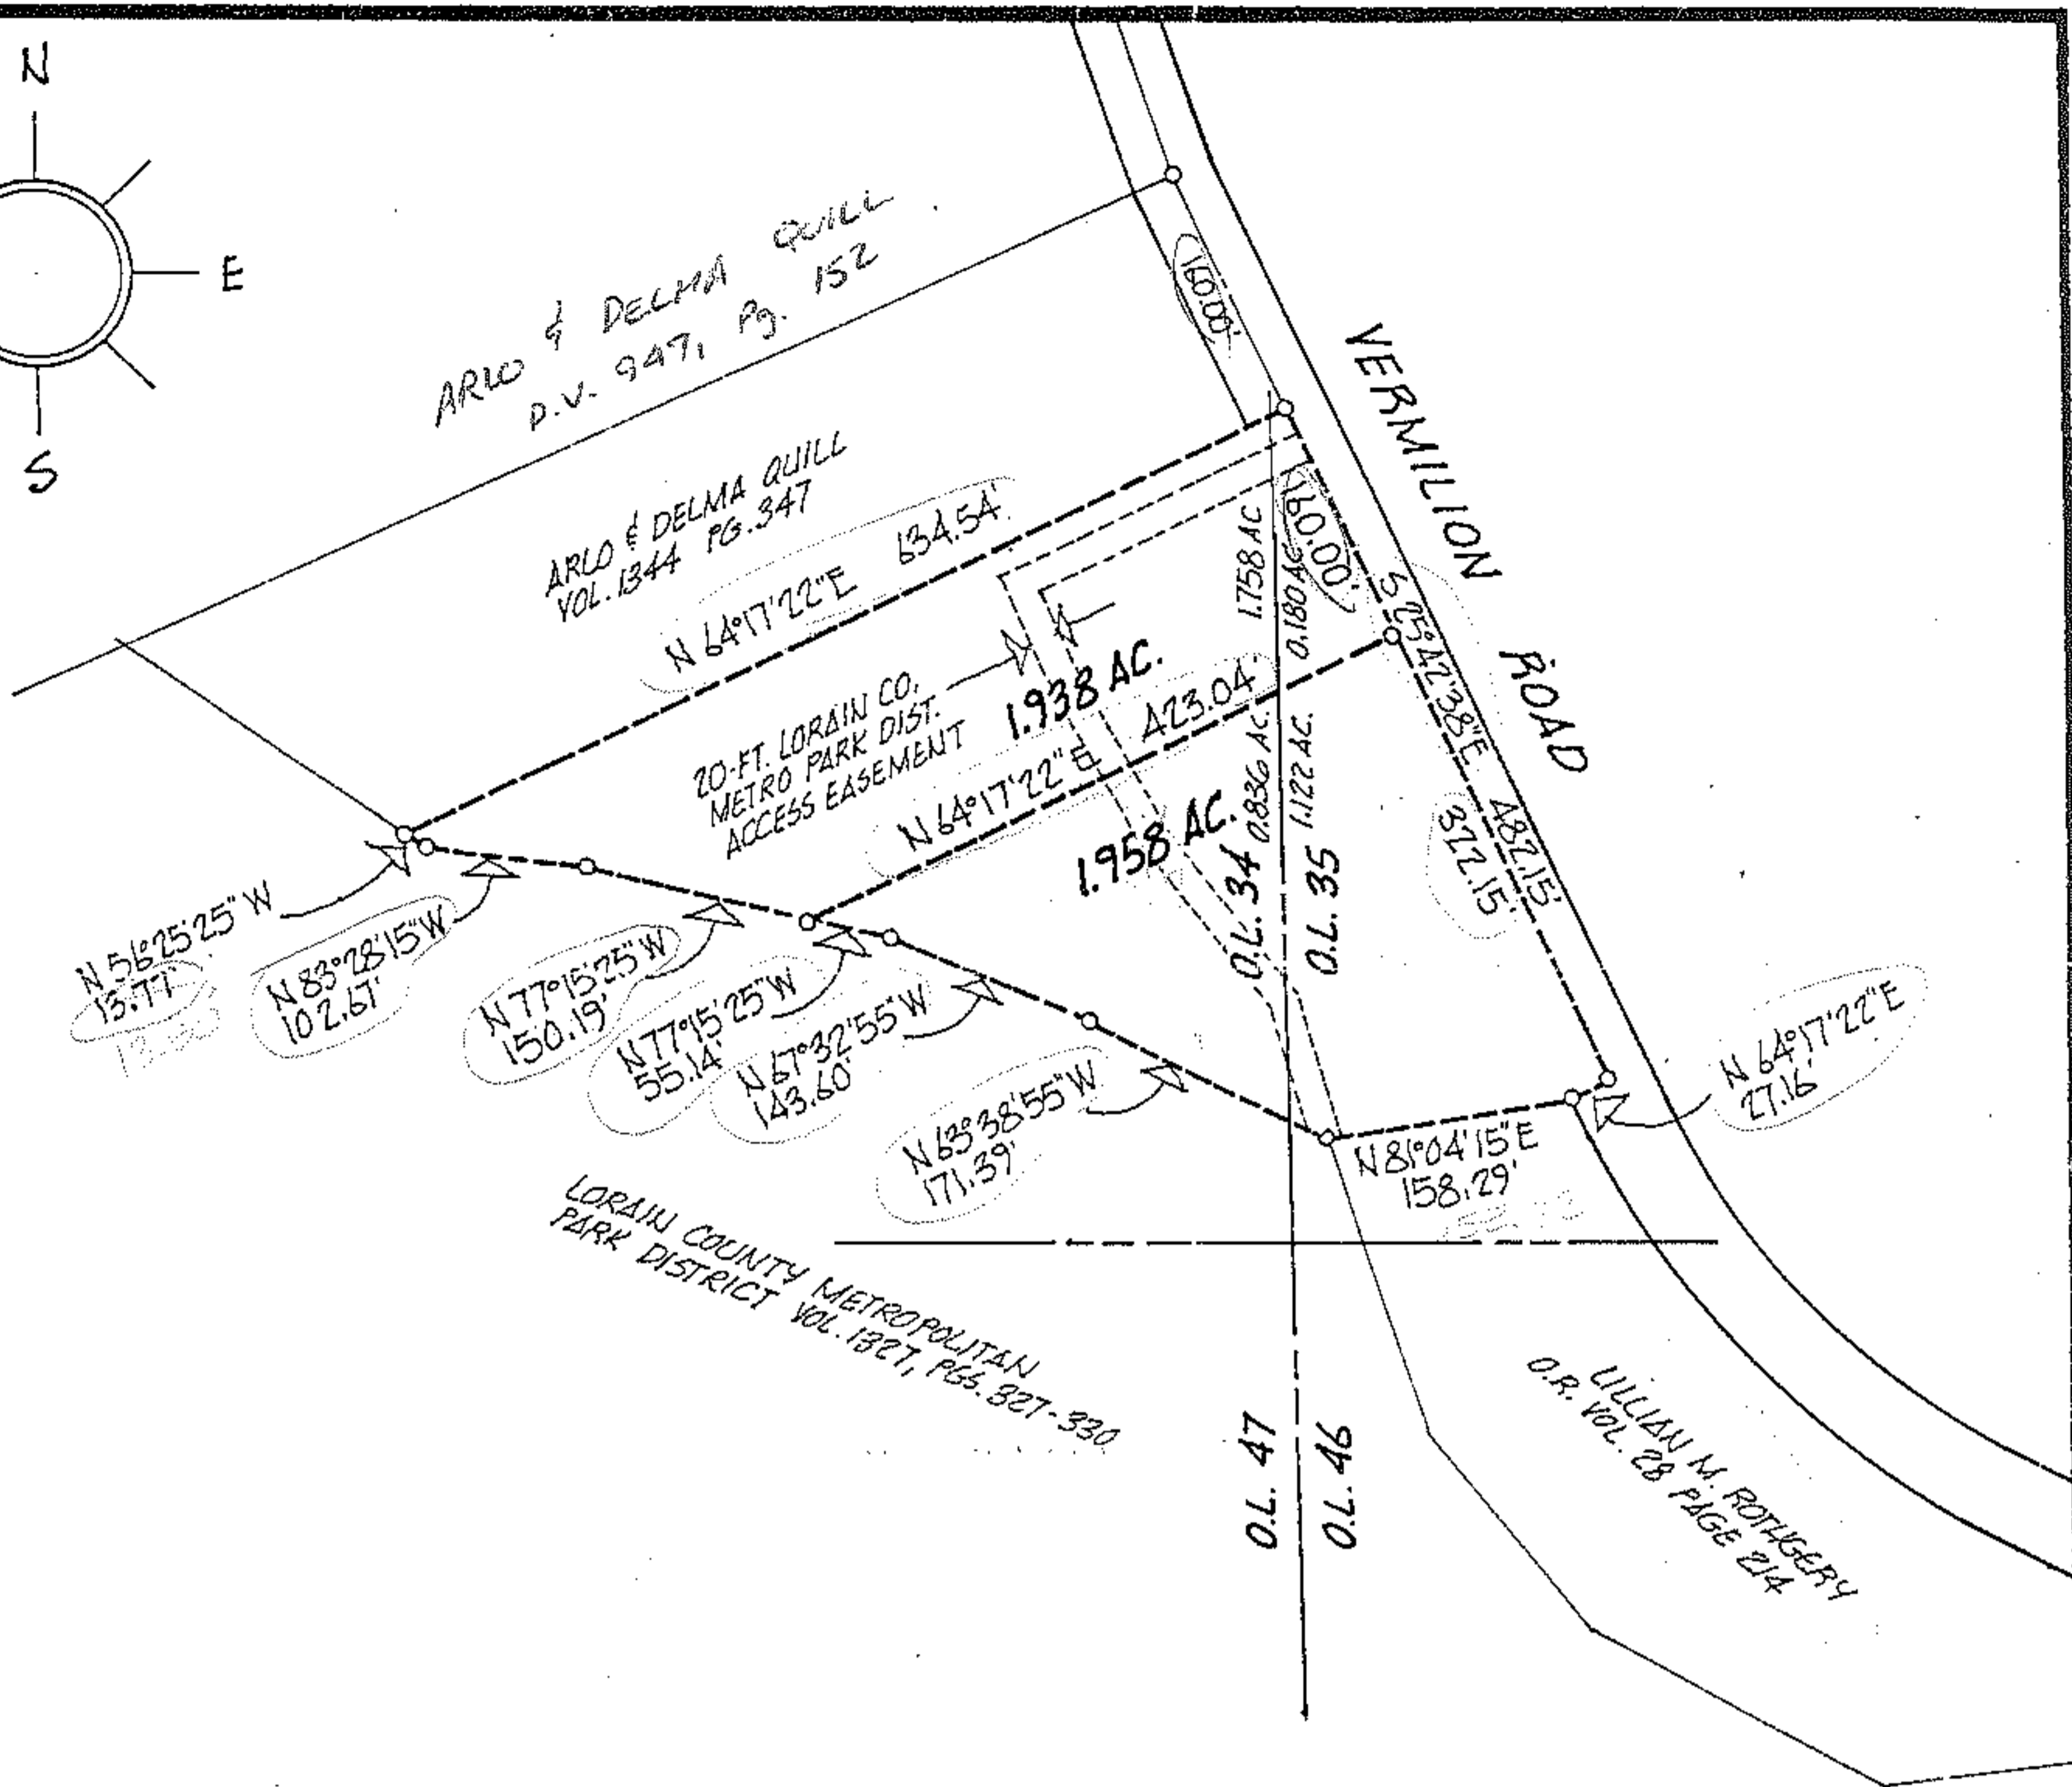 N
E
S
ARLO & DELMA QUILL
D.V. 947, Pg. 152
160.00'
VERMILION ROAD
ARLO & DELMA QUILL
VOL. 1344 PG. 347
N 64°17'22"E 634.54'
1.758 AC
0.180 AC
160.00'
S 25°42'38"E 482.15'
322.15'
20-FT. LORAIN CO.
METRO PARK DIST.
ACCESS EASEMENT
1.938 AC.
N 64°17'22"E 423.04'
0.836 AC.
1.122 AC.
1.958 AC.
O.L. 34
O.L. 35
N 56°25'25" W
13.77'
N 83°28'15"W
102.67'
N 77°15'25"W
150.19'
N 77°15'25"W
55.14'
N 67°32'55"W
143.60'
N 63°38'55"W
171.39'
N 64°17'22"E
27.16'
N 81°04'15"E
158.29'
LORAIN COUNTY METROPOLITAN
PARK DISTRICT VOL. 1327, PGS. 327-330
O.L. 47
O.L. 46
LILLIAN M. ROTHGERY
O.R. VOL. 28 PAGE 214